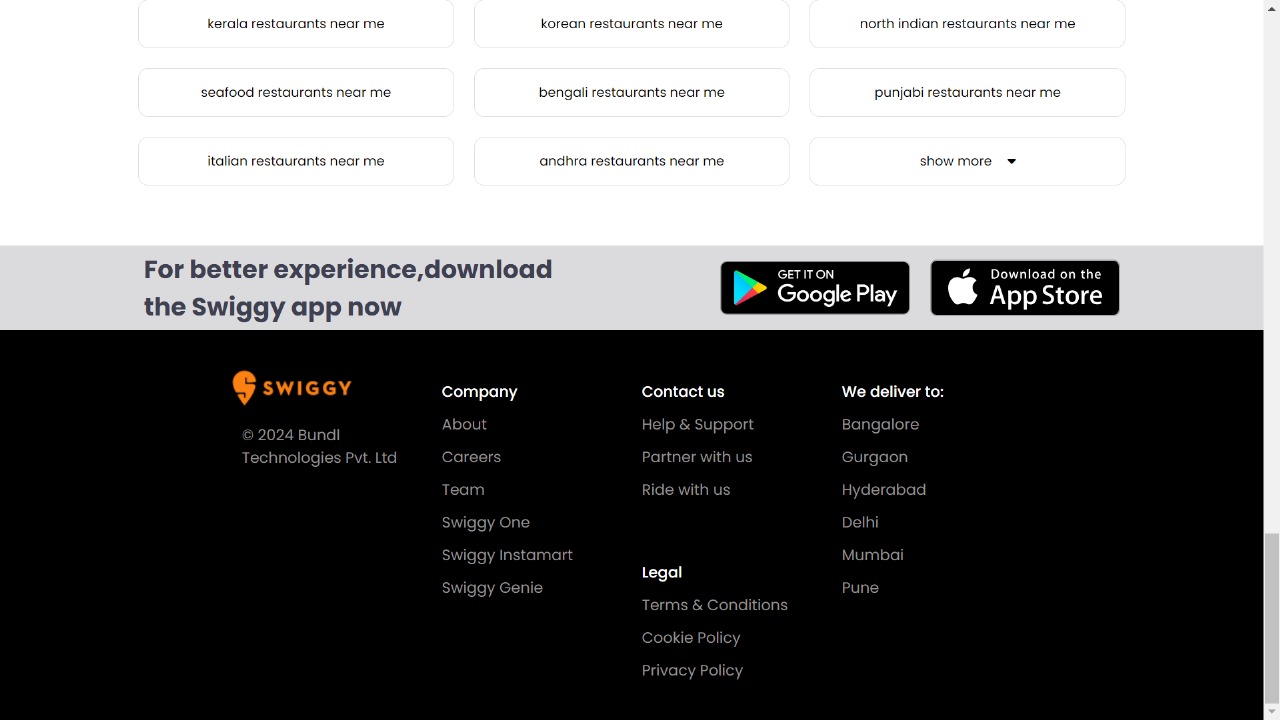 kerala restaurants near me
korean restaurants near me
north indian restaurants near me
seafood restaurants near me
bengali restaurants near me
punjabi restaurants near me
italian restaurants near me
andhra restaurants near me
show more
For better experience,download
the Swiggy app now
GET IT ON
Google Play
Download on the
App Store
SWIGGY
© 2024 Bundl
Technologies Pvt. Ltd
Company
About
Careers
Team
Swiggy One
Swiggy Instamart
Swiggy Genie
Contact us
Help & Support
Partner with us
Ride with us
Legal
Terms & Conditions
Cookie Policy
Privacy Policy
We deliver to:
Bangalore
Gurgaon
Hyderabad
Delhi
Mumbai
Pune